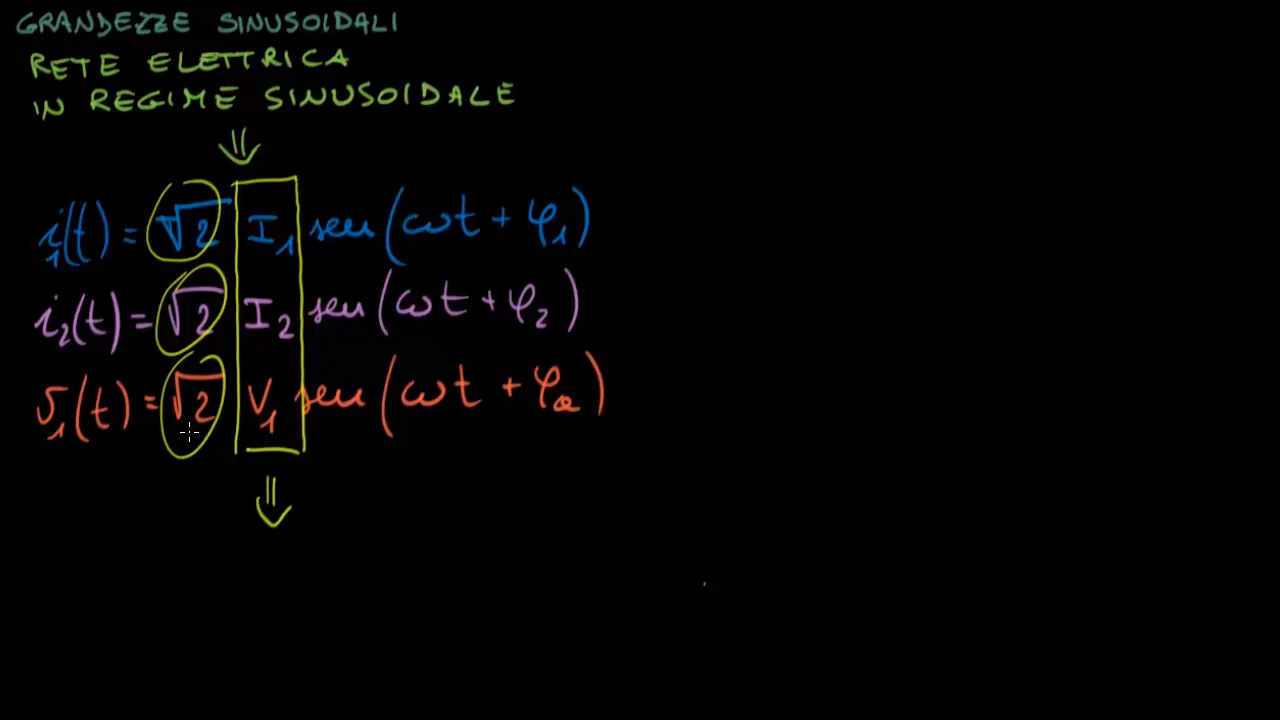 GRANDEZZE SINUSOIDALI
RETE ELETTRICA
IN REGIME SINUSOIDALE
⇓
i₁(t) = √2 I₁ sen(ωt + φ₁)
i₂(t) = √2 I₂ sen(ωt + φ₂)
v₁(t) = √2 V₁ sen(ωt + φₐ)
⇓